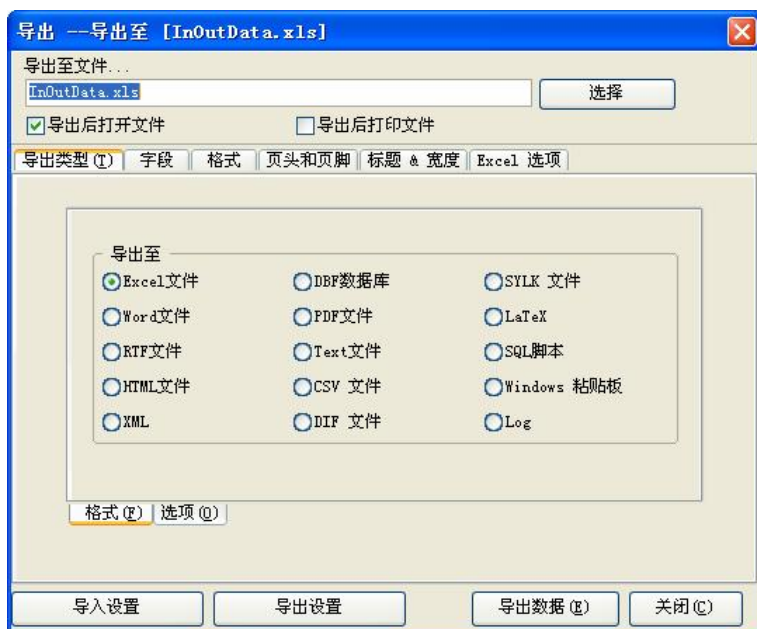 导出 --导出至 [InOutData.xls]
导出至文件...
InOutData.xls 选择
导出后打开文件 导出后打印文件
导出类型(T) 字段 格式 页头和页脚 标题 & 宽度 Excel 选项
导出至
Excel文件 DBF数据库 SYLK 文件
Word文件 PDF文件 LaTeX
RTF文件 Text文件 SQL脚本
HTML文件 CSV 文件 Windows 粘贴板
XML DIF 文件 Log
格式(F) 选项(O)
导入设置 导出设置 导出数据(E) 关闭(C)